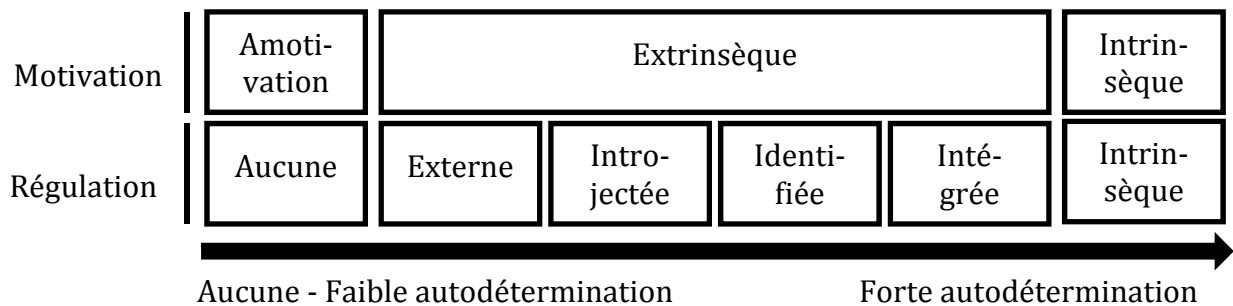 Motivation
Amoti-
vation
Extrinsèque
Intrin-
sèque
Régulation
Aucune
Externe
Intro-
jectée
Identi-
fiée
Inté-
grée
Intrin-
sèque
Aucune - Faible autodétermination
Forte autodétermination